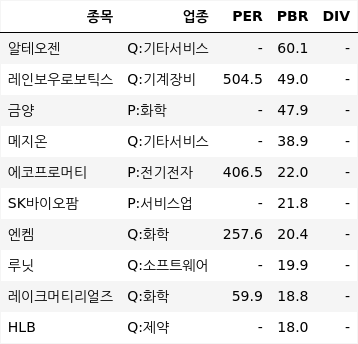 종목 업종 PER PBR DIV
알테오젠 Q:기타서비스 - 60.1 -
레인보우로보틱스 Q:기계장비 504.5 49.0 -
금양 P:화학 - 47.9 -
메지온 Q:기타서비스 - 38.9 -
에코프로머티 P:전기전자 406.5 22.0 -
SK바이오팜 P:서비스업 - 21.8 -
엔켐 Q:화학 257.6 20.4 -
루닛 Q:소프트웨어 - 19.9 -
레이크머티리얼즈 Q:화학 59.9 18.8 -
HLB Q:제약 - 18.0 -